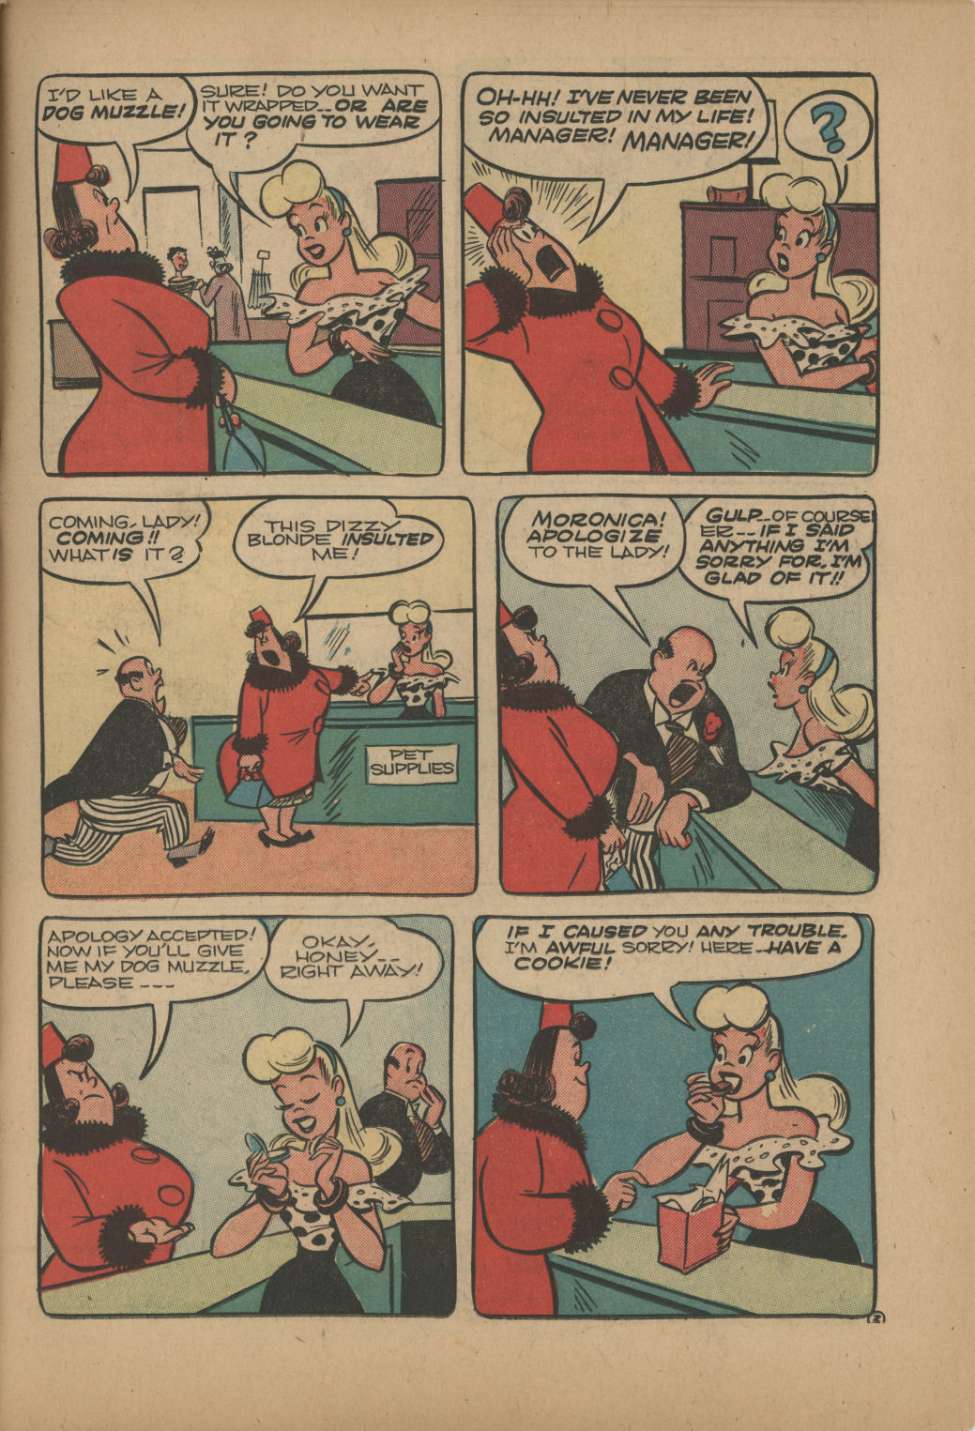 I'D LIKE A
DOG MUZZLE!
SURE! DO YOU WANT
IT WRAPPED-- OR ARE
YOU GOING TO WEAR
IT?
OH-HH! I'VE NEVER BEEN
SO INSULTED IN MY LIFE!
MANAGER! MANAGER!
?
COMING, LADY!
COMING!!
WHAT IS IT?
THIS DIZZY
BLONDE INSULTED
ME!
PET
SUPPLIES
MORONICA!
APOLOGIZE
TO THE LADY!
GULP--OF COURSE!
ER-- IF I SAID
ANYTHING I'M
SORRY FOR, I'M
GLAD OF IT!!
APOLOGY ACCEPTED!
NOW IF YOU'LL GIVE
ME MY DOG MUZZLE,
PLEASE ---
OKAY,
HONEY--
RIGHT AWAY!
IF I CAUSED YOU ANY TROUBLE,
I'M AWFUL SORRY! HERE--HAVE A
COOKIE!
2